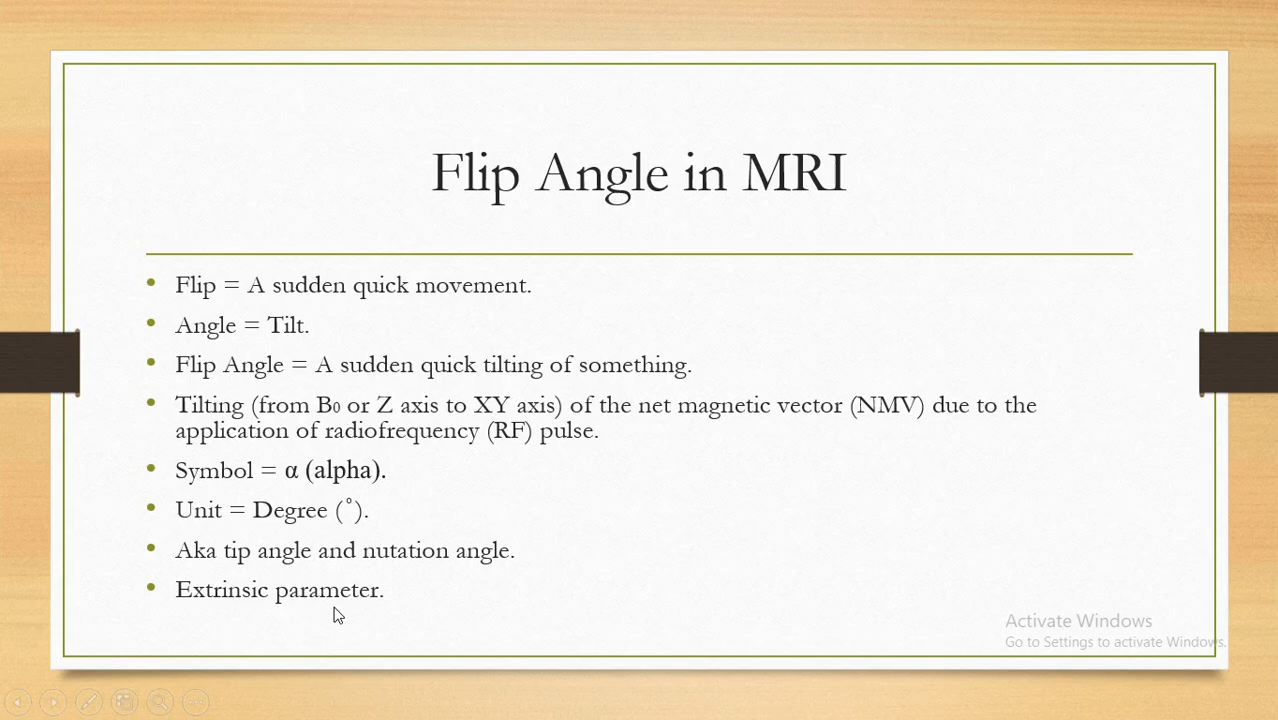 Flip Angle in MRI
• Flip = A sudden quick movement.
• Angle = Tilt.
• Flip Angle = A sudden quick tilting of something.
• Tilting (from B₀ or Z axis to XY axis) of the net magnetic vector (NMV) due to the
application of radiofrequency (RF) pulse.
• Symbol = α (alpha).
• Unit = Degree (˚).
• Aka tip angle and nutation angle.
• Extrinsic parameter.
Activate Windows
Go to Settings to activate Windows.